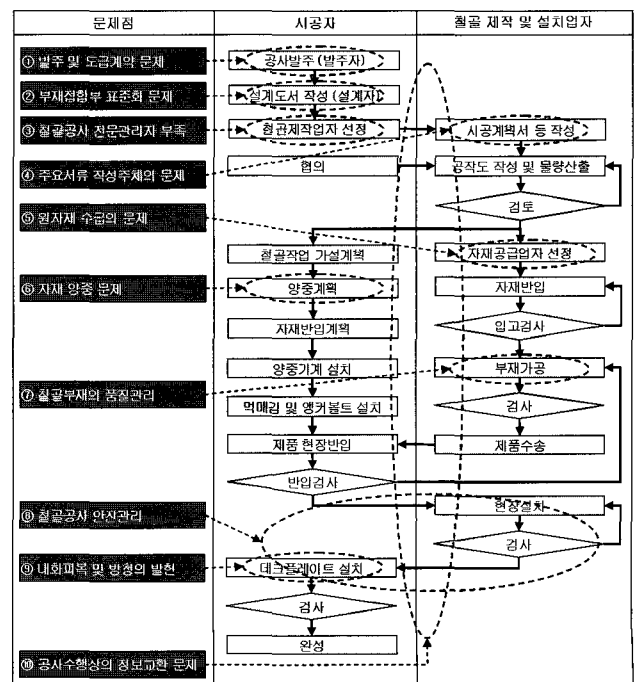 문제점
시공자
철골 제작 및 설치업자
① 발주 및 도급계약 문제
공사발주 (발주자)
② 부재접합부 표준화 문제
설계도서 작성 (설계자)
③ 철골공사 전문관리자 부족
철골제작업자 선정
시공계획서 등 작성
④ 주요서류 작성주체의 문제
협의
공작도 작성 및 물량산출
검토
⑤ 원자재 수급의 문제
철골작업 가설계획
자재공급업자 선정
⑥ 자재 양중 문제
양중계획
자재반입
자재반입계획
입고검사
양중기계 설치
부재가공
⑦ 철골부재의 품질관리
먹매김 및 앵커볼트 설치
검사
제품 현장반입
제품수송
반입검사
⑧ 철골공사 안전관리
현장설치
검사
⑨ 내화피복 및 방청의 발현
데크플레이트 설치
검사
완성
⑩ 공사수행상의 정보교환 문제